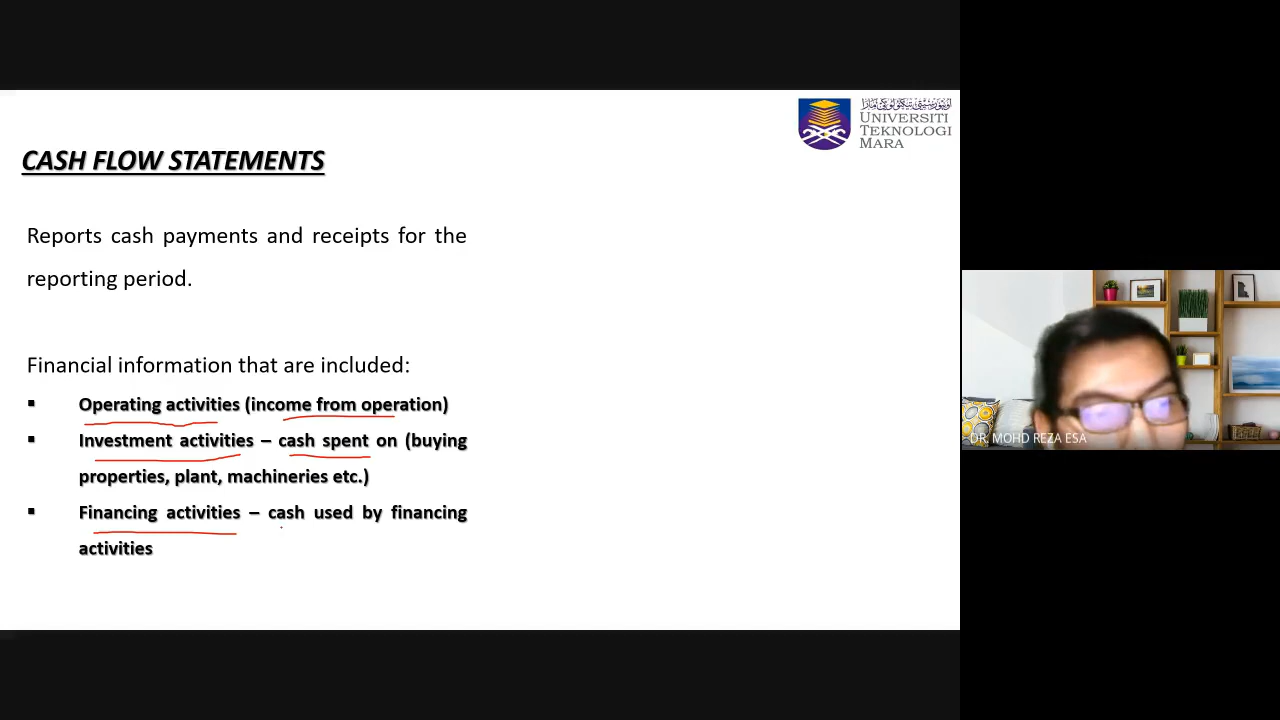 UNIVERSITI
TEKNOLOGI
MARA
CASH FLOW STATEMENTS
Reports cash payments and receipts for the
reporting period.
Financial information that are included:
▪ Operating activities (income from operation)
▪ Investment activities – cash spent on (buying
properties, plant, machineries etc.)
▪ Financing activities – cash used by financing
activities
DR. MOHD REZA ESA